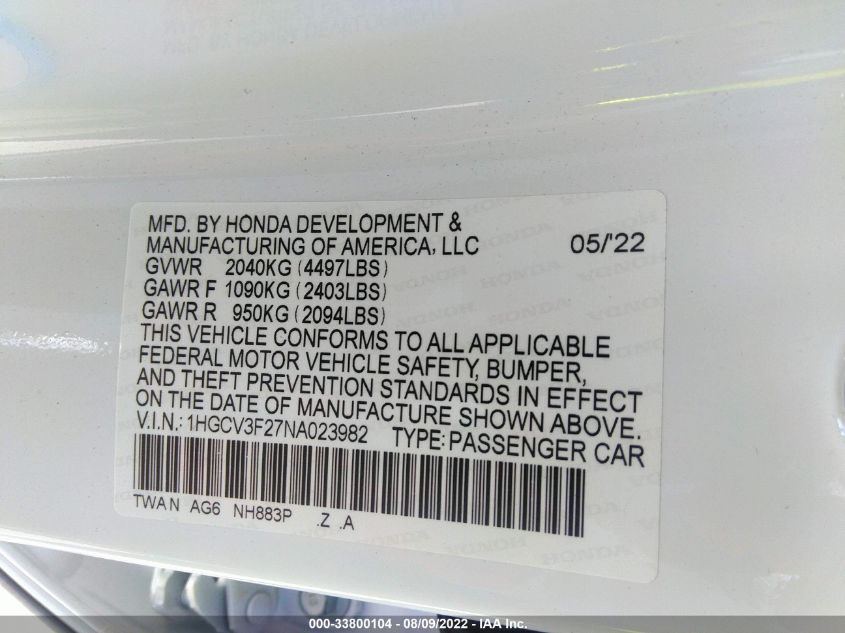 MFD. BY HONDA DEVELOPMENT &
MANUFACTURING OF AMERICA, LLC 05/'22
GVWR 2040KG (4497LBS)
GAWR F 1090KG (2403LBS)
GAWR R 950KG (2094LBS)
THIS VEHICLE CONFORMS TO ALL APPLICABLE
FEDERAL MOTOR VEHICLE SAFETY, BUMPER,
AND THEFT PREVENTION STANDARDS IN EFFECT
ON THE DATE OF MANUFACTURE SHOWN ABOVE.
V.I.N.: 1HGCV3F27NA023982 TYPE: PASSENGER CAR
TWA N AG6 NH883P .Z .A
000-33800104 - 08/09/2022 - IAA Inc.